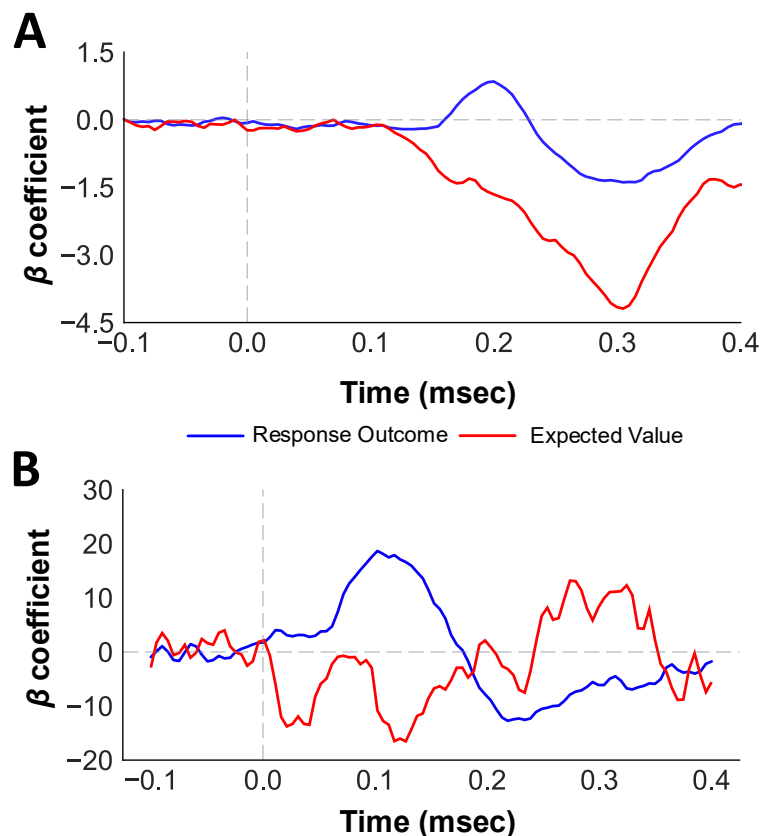 A
1.5
0.0
−1.5
−3.0
−4.5
β coefficient
−0.1 0.0 0.1 0.2 0.3 0.4
Time (msec)
Response Outcome Expected Value
B
30
20
10
0
−10
−20
β coefficient
−0.1 0.0 0.1 0.2 0.3 0.4
Time (msec)